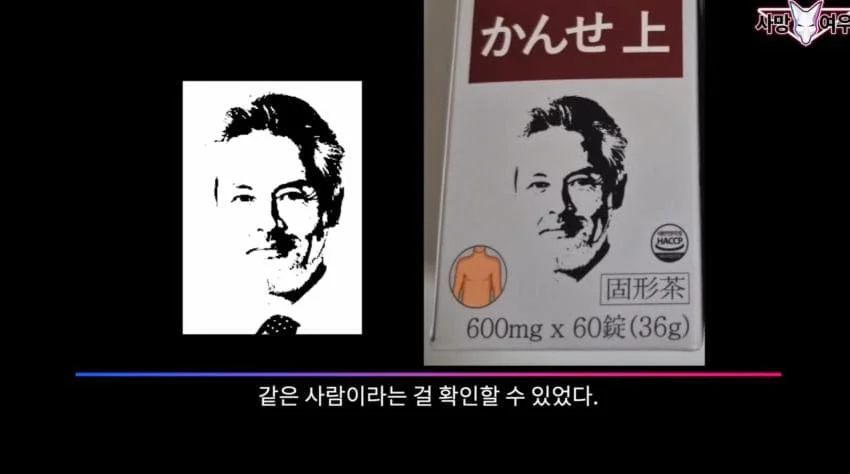 사망여우
かんせ 上
HACCP
固形茶
600mg x 60錠(36g)
같은 사람이라는 걸 확인할 수 있었다.